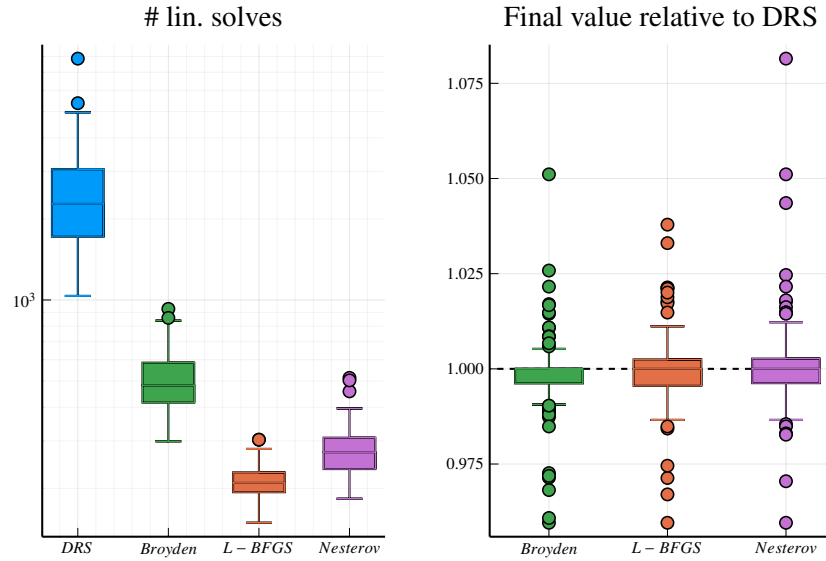 # lin. solves
10³
DRS
Broyden
L − BFGS
Nesterov
Final value relative to DRS
1.075
1.050
1.025
1.000
0.975
Broyden
L − BFGS
Nesterov